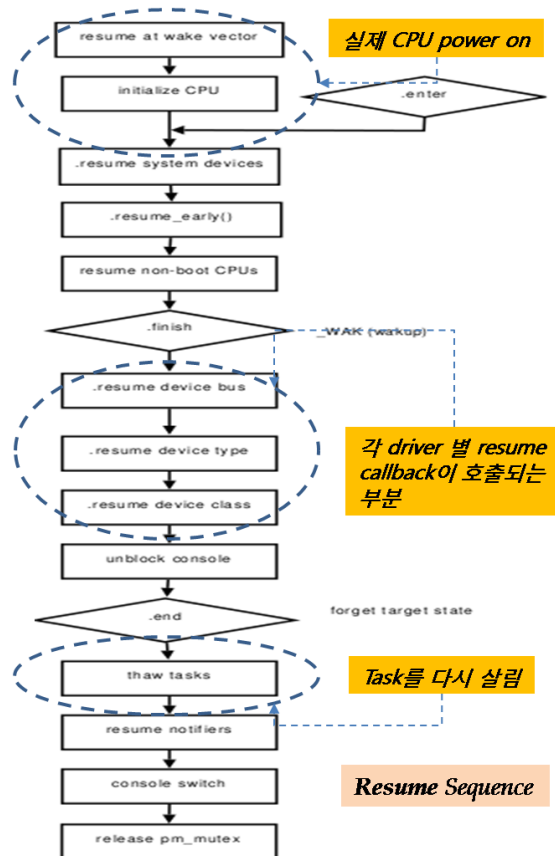 resume at wake vector
실제 CPU power on
initialize CPU
.enter
.resume system devices
.resume_early()
resume non-boot CPUs
.finish
_WAK (wakup)
.resume device bus
.resume device type
각 driver 별 resume
callback이 호출되는
부분
.resume device class
unblock console
.end
forget target state
thaw tasks
Task를 다시 살림
resume notifiers
console switch
Resume Sequence
release pm_mutex